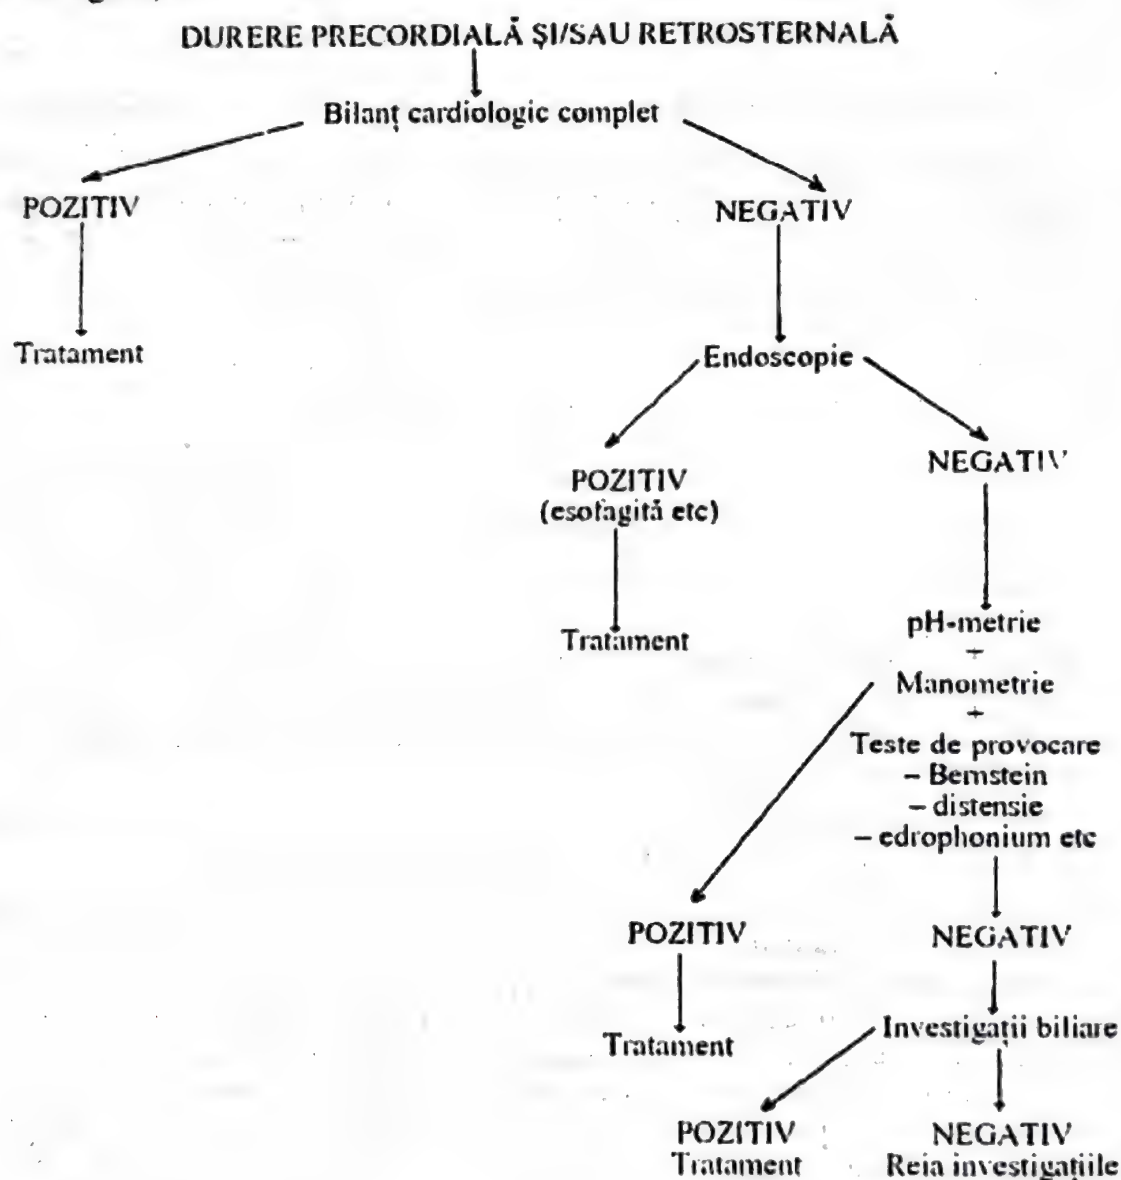 DURERE PRECORDIALĂ ŞI/SAU RETROSTERNALĂ
Bilanţ cardiologic complet
POZITIV
NEGATIV
Tratament
Endoscopie
POZITIV
(esofagită etc)
NEGATIV
Tratament
pH-metrie
+
Manometrie
+
Teste de provocare
– Bernstein
– distensie
– edrophonium etc
POZITIV
NEGATIV
Tratament
Investigaţii biliare
POZITIV
Tratament
NEGATIV
Reia investigaţiile